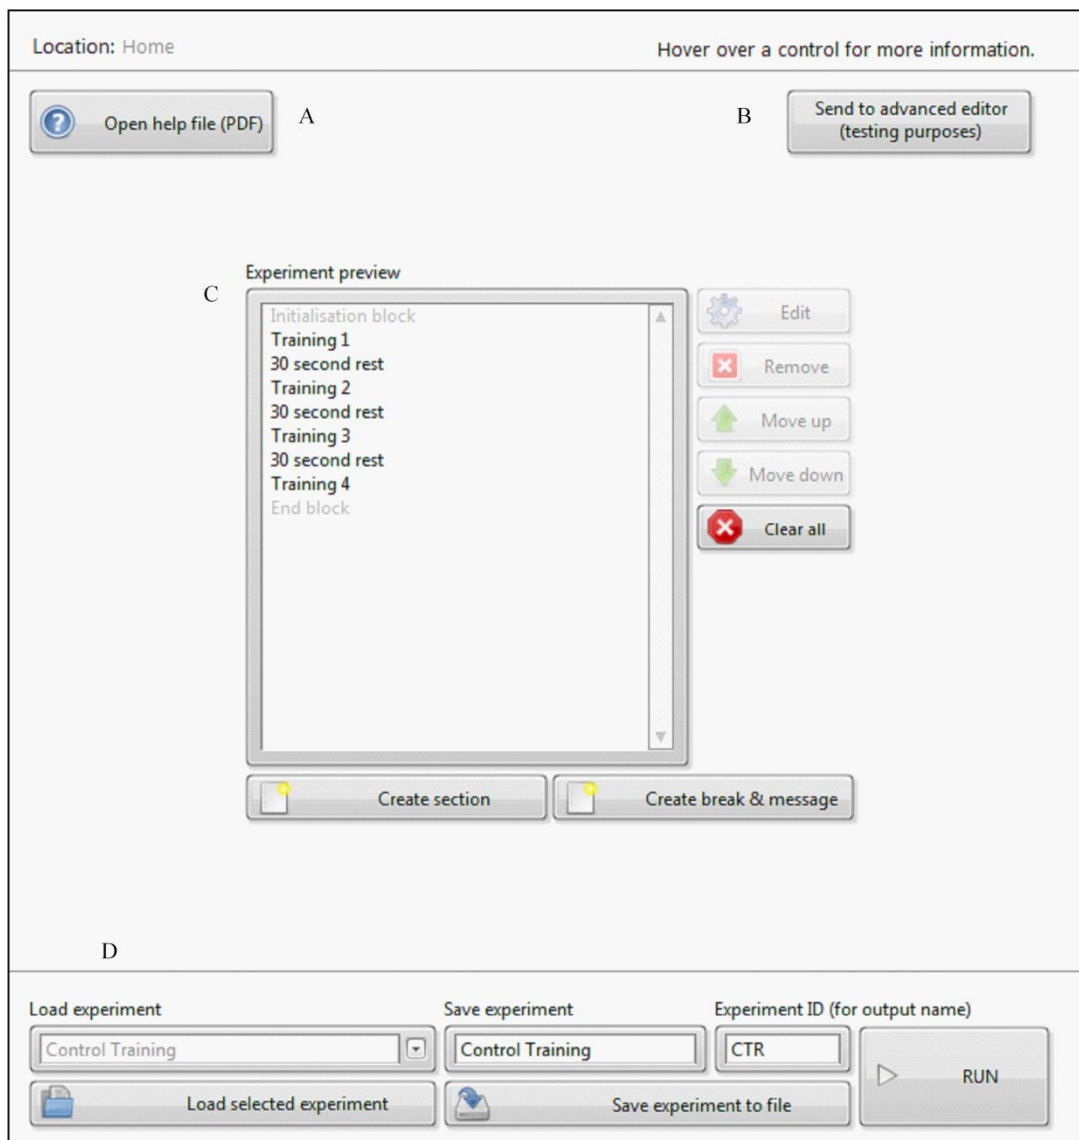 Location: Home
Hover over a control for more information.
Open help file (PDF)
A
B
Send to advanced editor
(testing purposes)
Experiment preview
C
Initialisation block
Training 1
30 second rest
Training 2
30 second rest
Training 3
30 second rest
Training 4
End block
Edit
Remove
Move up
Move down
Clear all
Create section
Create break & message
D
Load experiment
Control Training
Load selected experiment
Save experiment
Control Training
Experiment ID (for output name)
CTR
Save experiment to file
RUN